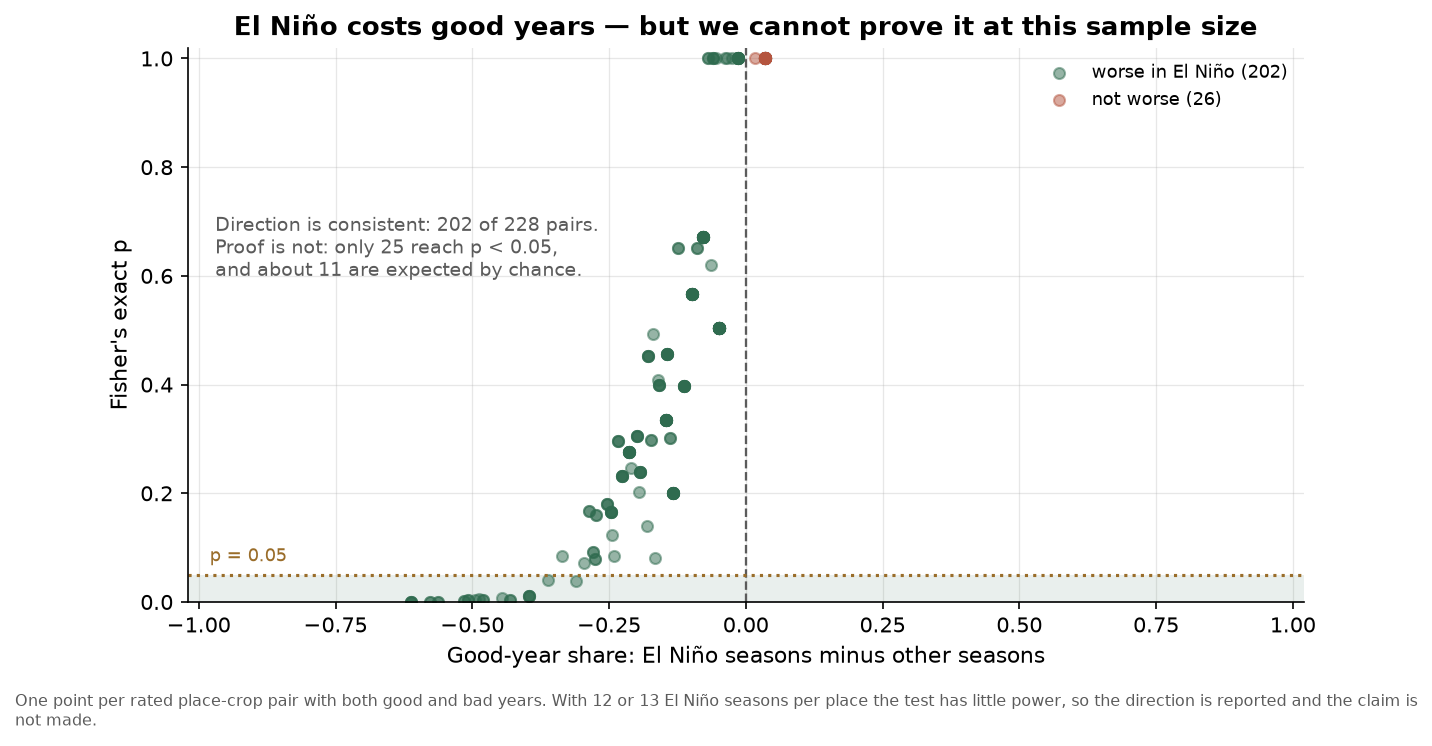 El Niño costs good years — but we cannot prove it at this sample size
1.0
0.8
0.6
0.4
0.2
0.0
Fisher's exact p
worse in El Niño (202)
not worse (26)
Direction is consistent: 202 of 228 pairs.
Proof is not: only 25 reach p < 0.05,
and about 11 are expected by chance.
p = 0.05
−1.00 −0.75 −0.50 −0.25 0.00 0.25 0.50 0.75 1.00
Good-year share: El Niño seasons minus other seasons
One point per rated place-crop pair with both good and bad years. With 12 or 13 El Niño seasons per place the test has little power, so the direction is reported and the claim is
not made.